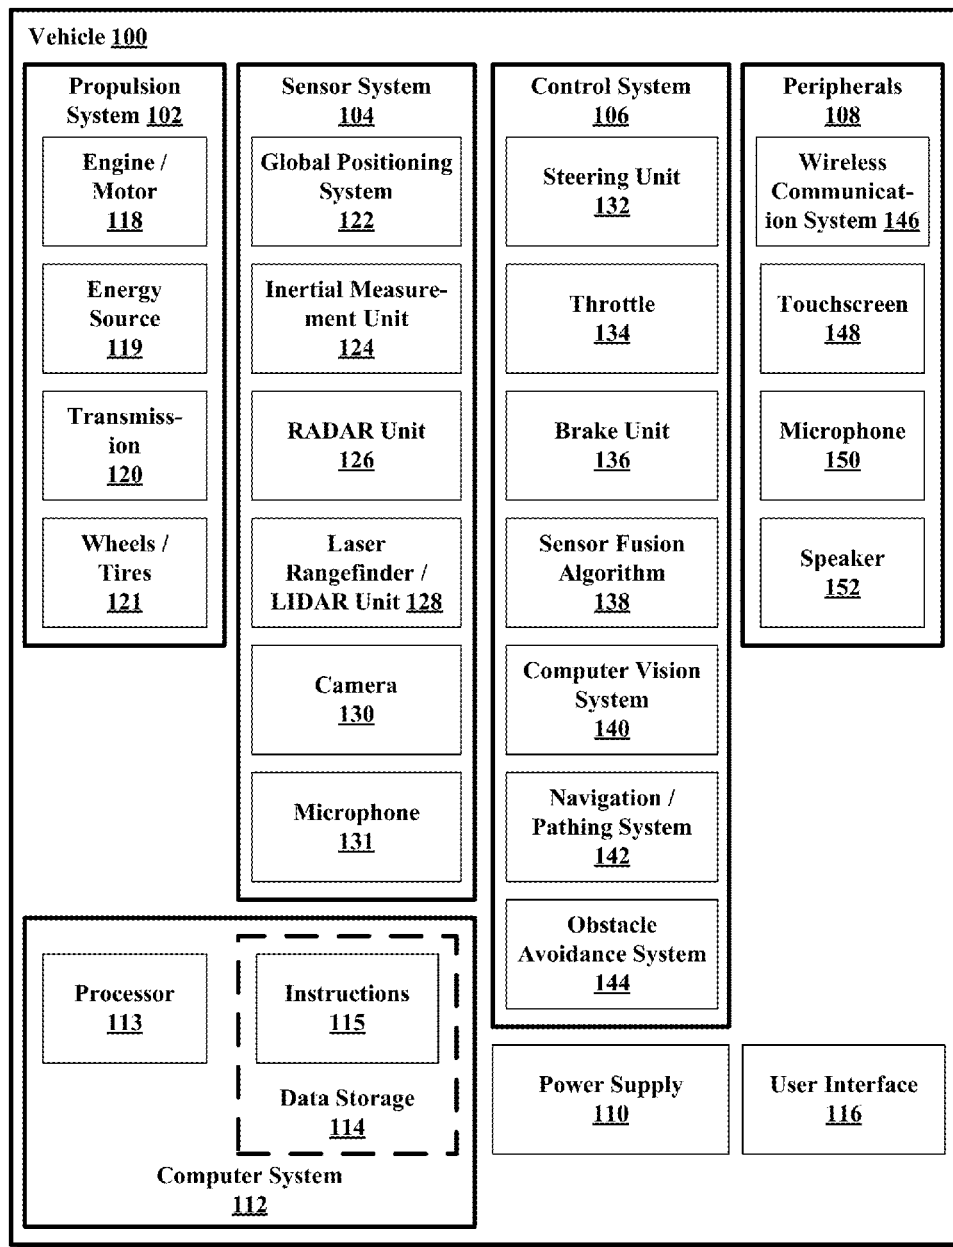 Vehicle 100
Propulsion
System 102
Engine /
Motor
118
Energy
Source
119
Transmiss-
ion
120
Wheels /
Tires
121
Sensor System
104
Global Positioning
System
122
Inertial Measure-
ment Unit
124
RADAR Unit
126
Laser
Rangefinder /
LIDAR Unit 128
Camera
130
Microphone
131
Control System
106
Steering Unit
132
Throttle
134
Brake Unit
136
Sensor Fusion
Algorithm
138
Computer Vision
System
140
Navigation /
Pathing System
142
Obstacle
Avoidance System
144
Peripherals
108
Wireless
Communicat-
ion System 146
Touchscreen
148
Microphone
150
Speaker
152
Processor
113
Instructions
115
Data Storage
114
Computer System
112
Power Supply
110
User Interface
116